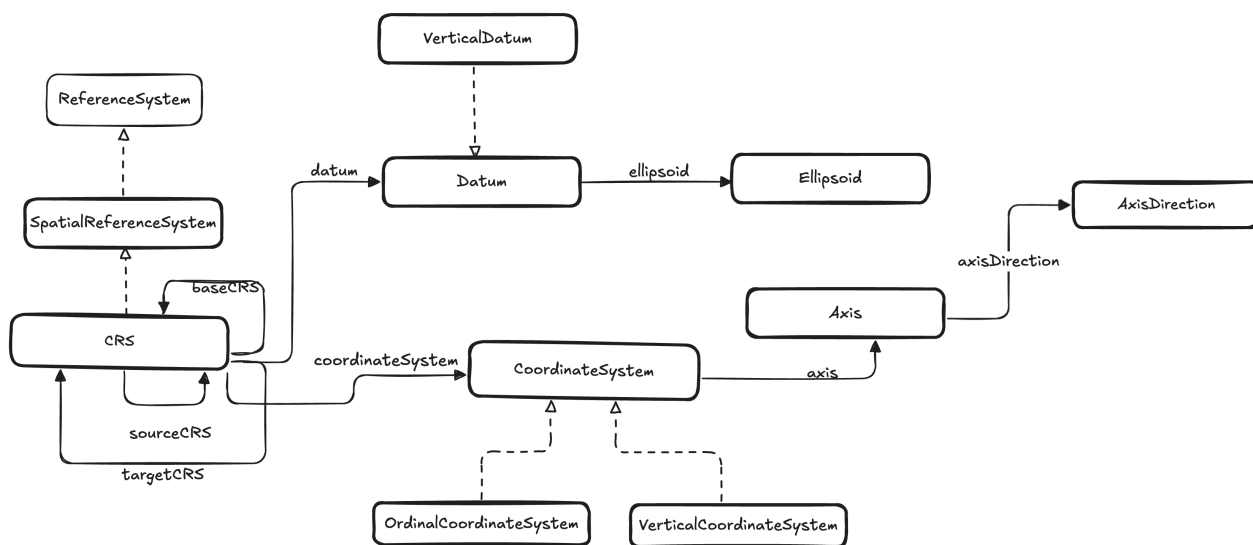 VerticalDatum
ReferenceSystem
datum
ellipsoid
Datum
Ellipsoid
AxisDirection
SpatialReferenceSystem
axisDirection
baseCRS
Axis
CRS
coordinateSystem
CoordinateSystem
axis
sourceCRS
targetCRS
OrdinalCoordinateSystem
VerticalCoordinateSystem